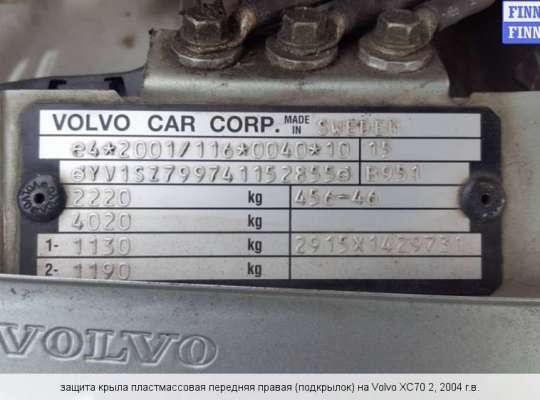 FINN
FINN
VOLVO CAR CORP. MADE IN SWEDEN
e4*2001/116*0040*10 15
YV1SZ799741152855 B951
2220 kg 456-46
4020 kg
1- 1130 kg 2915X1429731
2- 1190 kg
VOLVO
защита крыла пластмассовая передняя правая (подкрылок) на Volvo XC70 2, 2004 г.в.